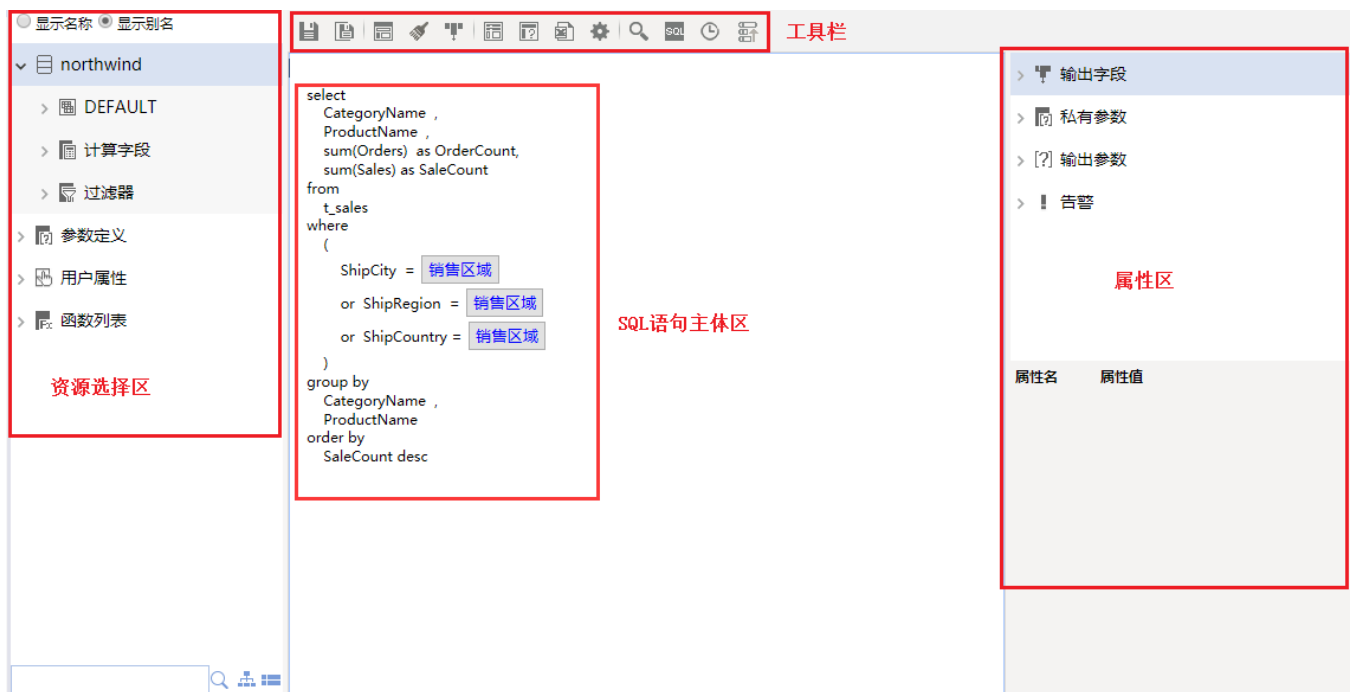 显示名称 显示别名
northwind
DEFAULT
计算字段
过滤器
参数定义
用户属性
Fx 函数列表
资源选择区
SQL
工具栏
select
CategoryName ,
ProductName ,
sum(Orders) as OrderCount,
sum(Sales) as SaleCount
from
t_sales
where
(
ShipCity = 销售区域
or ShipRegion = 销售区域
or ShipCountry = 销售区域
)
group by
CategoryName ,
ProductName
order by
SaleCount desc
SQL语句主体区
输出字段
[?] 私有参数
[?] 输出参数
告警
属性区
属性名 属性值